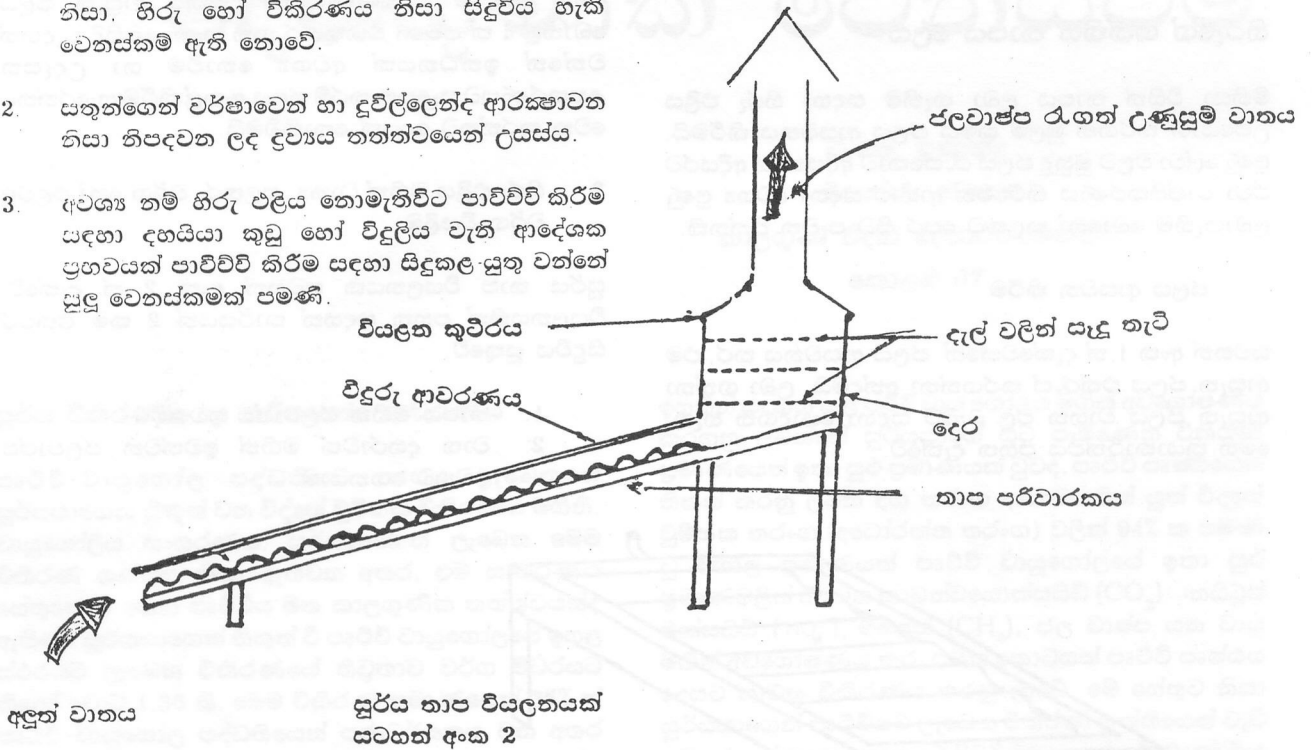 නිසා, හිරු හෝ විකිරණය නිසා සිදුවිය හැකි
වෙනස්කම් ඇති නොවේ.
2. සතුන්ගෙන් වර්ෂාවෙන් හා දූවිල්ලෙන්ද ආරක්‍ෂාවන
නිසා නිපදවන ලද ද්‍රව්‍යය තත්ත්වයෙන් උසස්ය.
3. අවශ්‍ය නම් හිරු එළිය නොමැතිවිට පාවිච්චි කිරීම
සඳහා දහයියා කුඩු හෝ විදුලිය වැනි ආදේශක
ප්‍රභවයක් පාවිච්චි කිරීම සඳහා සිදුකළ යුතු වන්නේ
සුලු වෙනස්කමක් පමණි.
ජලවාෂ්ප රැගත් උණුසුම් වාතය
වියළන කුටීරය
දැල් වලින් සෑදූ තැටි
වීදුරු ආවරණය
දොර
තාප පරිවාරකය
අලුත් වාතය
සූර්ය තාප වියලනයක්
සටහන් අංක 2